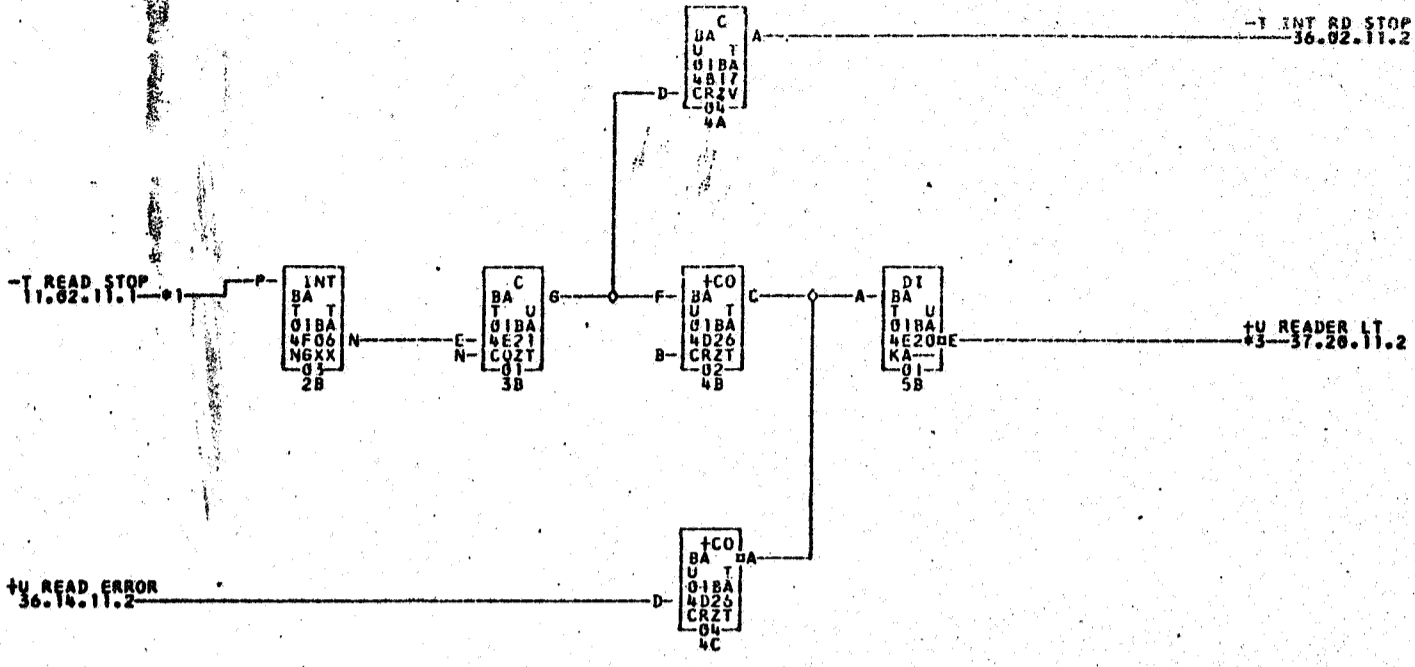 C
BA A -T INT RD STOP
U T 36.02.11.2
01BA
4B17
D CRZV
04
4A
-T READ STOP
11.02.11.1 *1 P INT
BA
T T
01BA
4F06 N
NGXX
03
2B
C
BA G
T U
01BA
E 4E21
N CQZT
01
3B
+CO
F BA C
U T
01BA
4D26
B CRZT
02
4B
DI
A BA
T U
01BA
4E20 E
KA
01
5B
+U READER LT
*3 37.20.11.2
+CO
BA A
U T
01BA
4D26
D CRZT
04
4C
+U READ ERROR
36.14.11.2